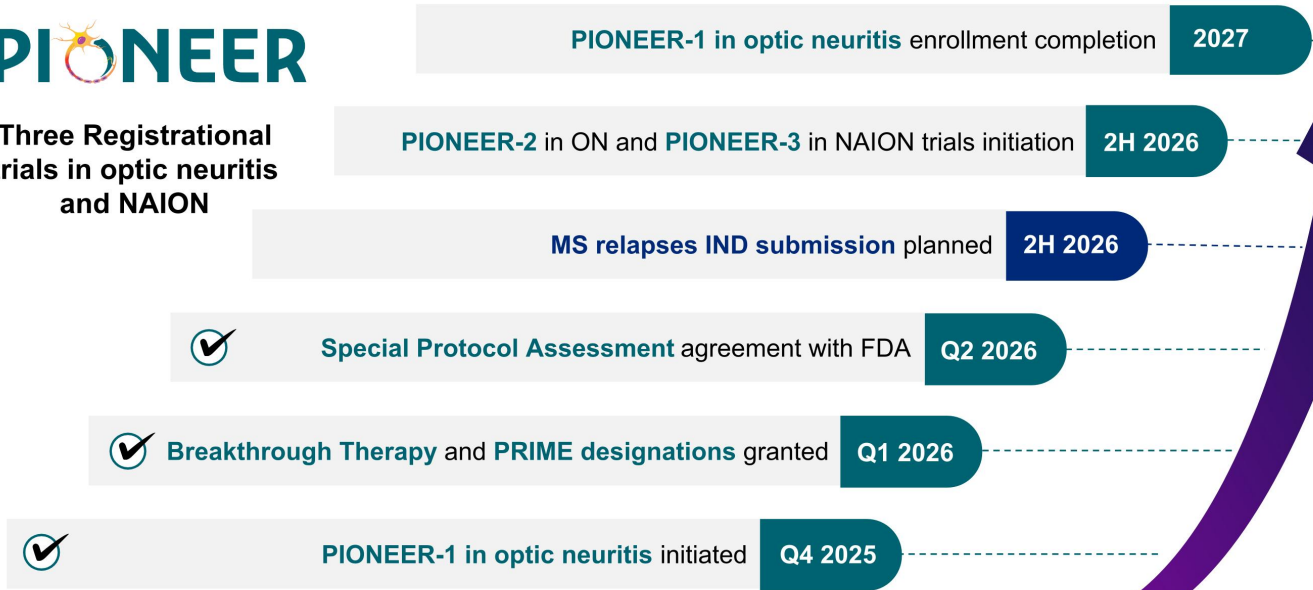 PIONEER
Three Registrational
trials in optic neuritis
and NAION
PIONEER-1 in optic neuritis enrollment completion 2027
PIONEER-2 in ON and PIONEER-3 in NAION trials initiation 2H 2026
MS relapses IND submission planned 2H 2026
Special Protocol Assessment agreement with FDA Q2 2026
Breakthrough Therapy and PRIME designations granted Q1 2026
PIONEER-1 in optic neuritis initiated Q4 2025